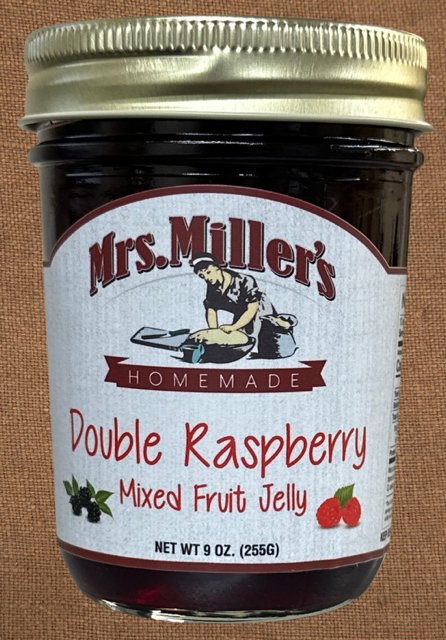 Mrs. Miller's
HOMEMADE
Double Raspberry
Mixed Fruit Jelly
NET WT 9 OZ. (255G)